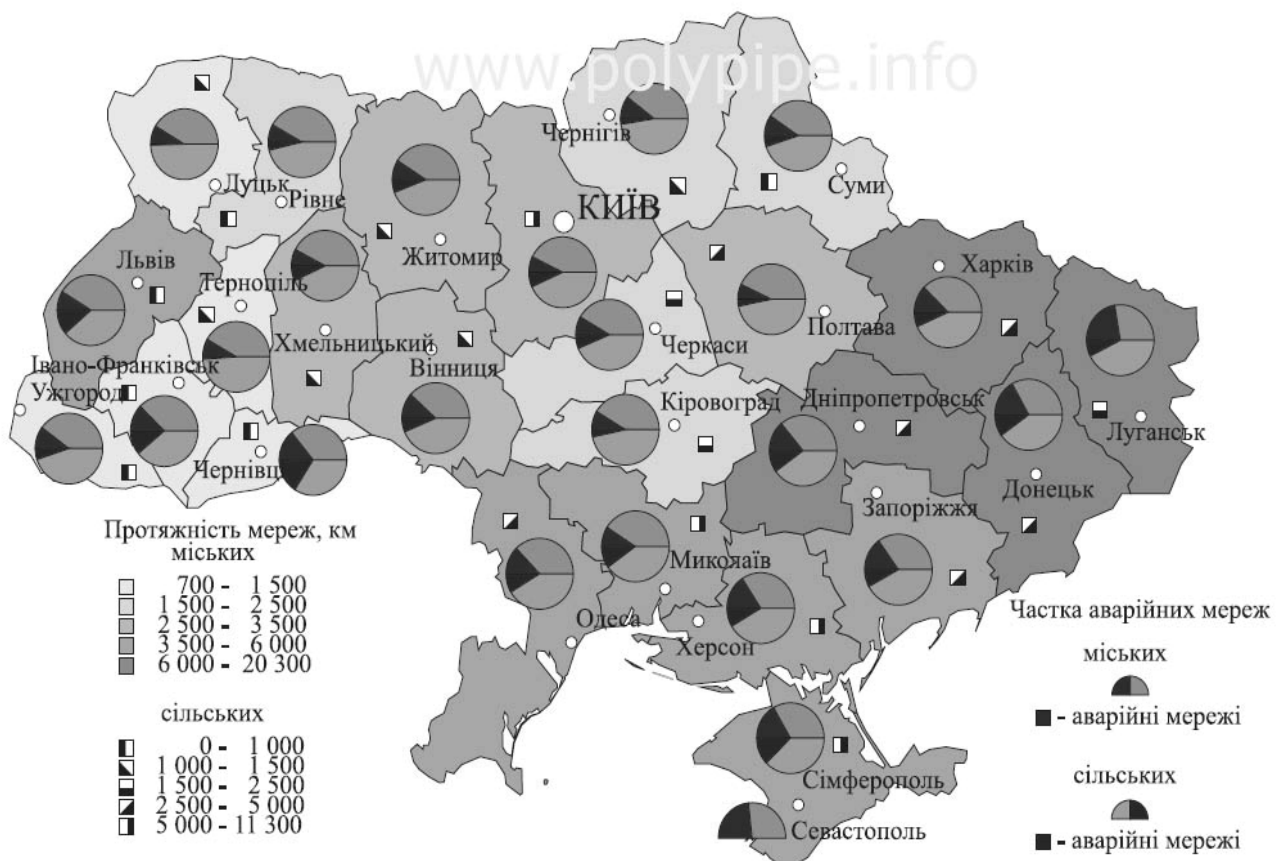 www.polypipe.info
Чернігів
Луцьк
Рівне
Суми
КИЇВ
Житомир
Львів
Тернопіль
Харків
Хмельницький
Вінниця
Черкаси
Полтава
Івано-Франківськ
Ужгород
Кіровоград
Дніпропетровськ
Луганськ
Чернівці
Донецьк
Запоріжжя
Миколаїв
Одеса
Херсон
Сімферополь
Севастополь
Протяжність мереж, км
міських
700 - 1 500
1 500 - 2 500
2 500 - 3 500
3 500 - 6 000
6 000 - 20 300
сільських
0 - 1 000
1 000 - 1 500
1 500 - 2 500
2 500 - 5 000
5 000 - 11 300
Частка аварійних мереж
міських
- аварійні мережі
сільських
- аварійні мережі